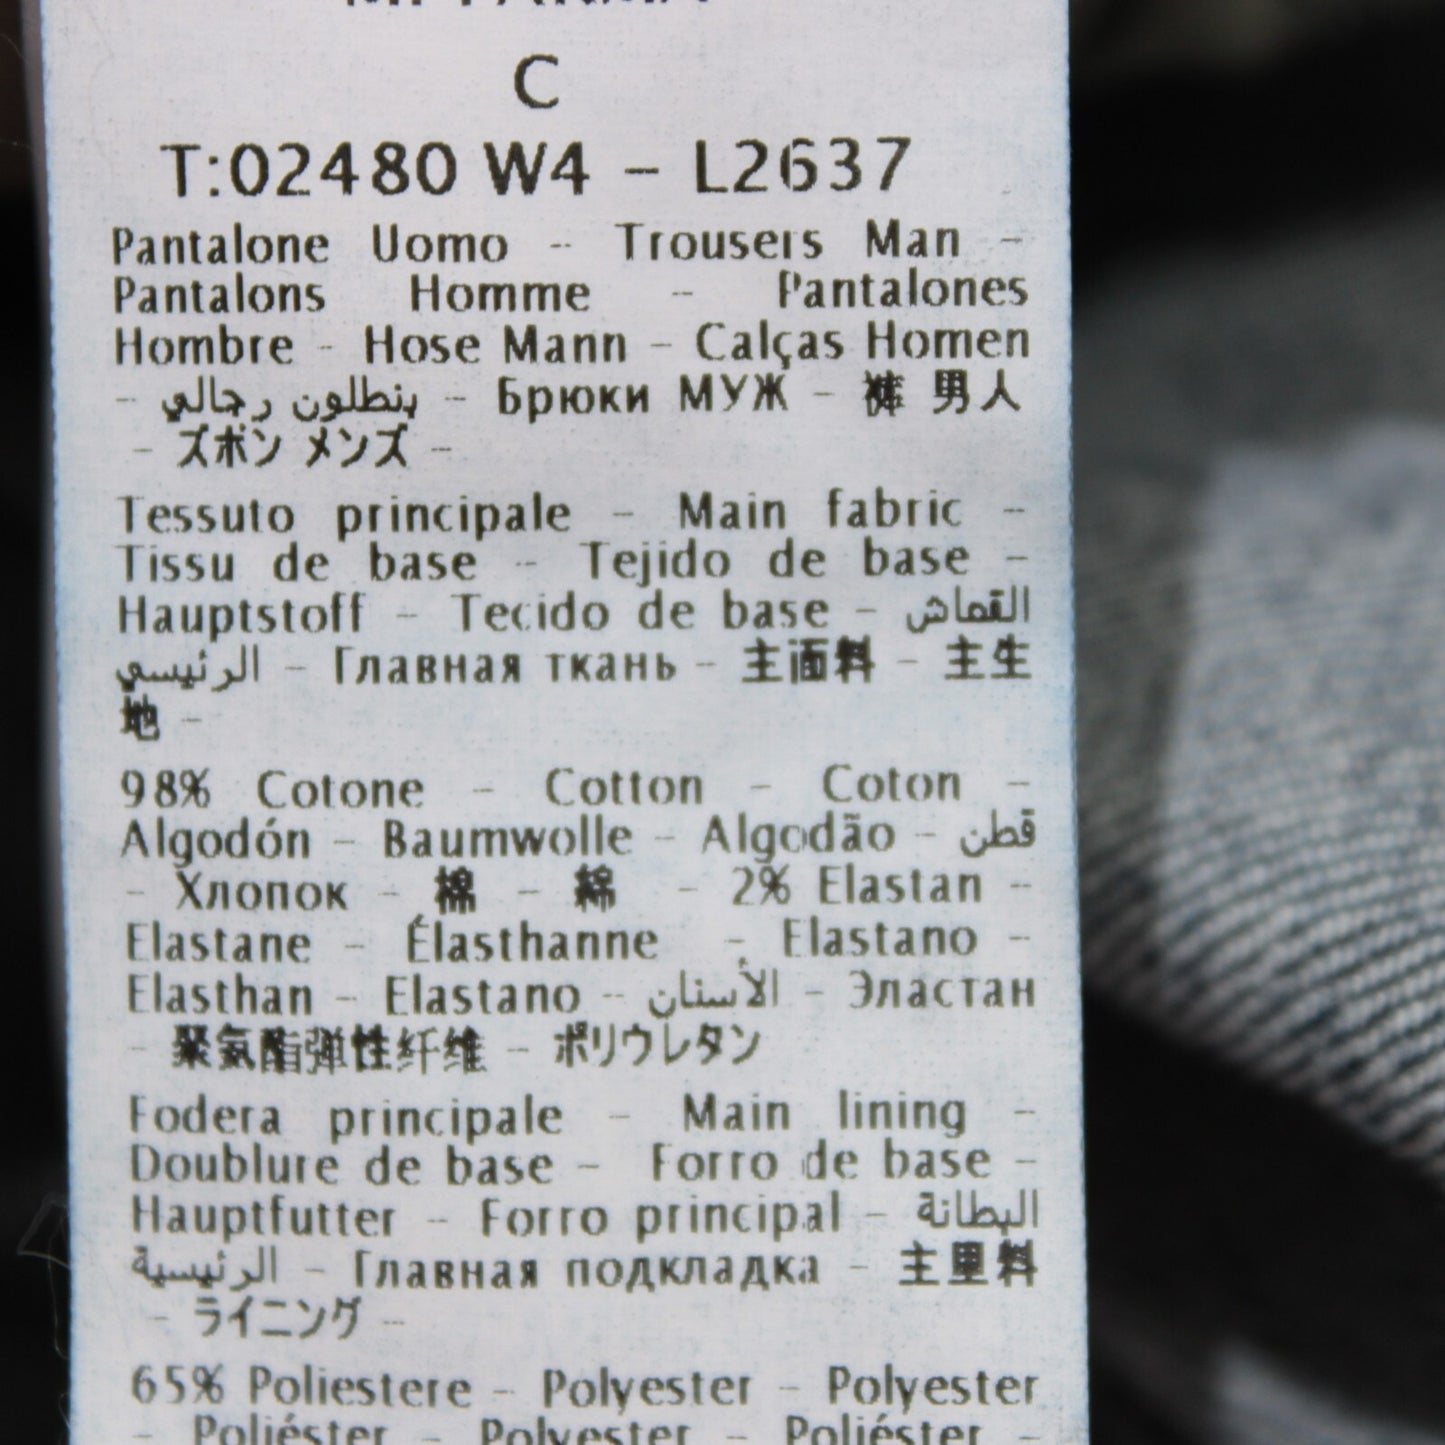 C
T:02480 W4 - L2637
Pantalone Uomo - Trousers Man -
Pantalons Homme - Pantalones
Hombre - Hose Mann - Calças Homen
- بنطلون رجالي - Брюки МУЖ - 裤 男人
- ズボン メンズ -
Tessuto principale - Main fabric -
Tissu de base - Tejido de base -
Hauptstoff - Tecido de base - القماش
الرئيسي - Главная ткань - 主面料 - 主生
地 -
98% Cotone - Cotton - Coton -
Algodón - Baumwolle - Algodão - قطن
- Хлопок - 棉 - 綿 - 2% Elastan -
Elastane - Élasthanne - Elastano -
Elasthan - Elastano - الأسنان - Эластан
- 聚氨酯弹性纤维 - ポリウレタン
Fodera principale - Main lining -
Doublure de base - Forro de base -
Hauptfutter - Forro principal - البطانة
الرئيسية - Главная подкладка - 主里料
- ライニング -
65% Poliestere - Polyester - Polyester
- Poliéster - Polyester - Poliéster